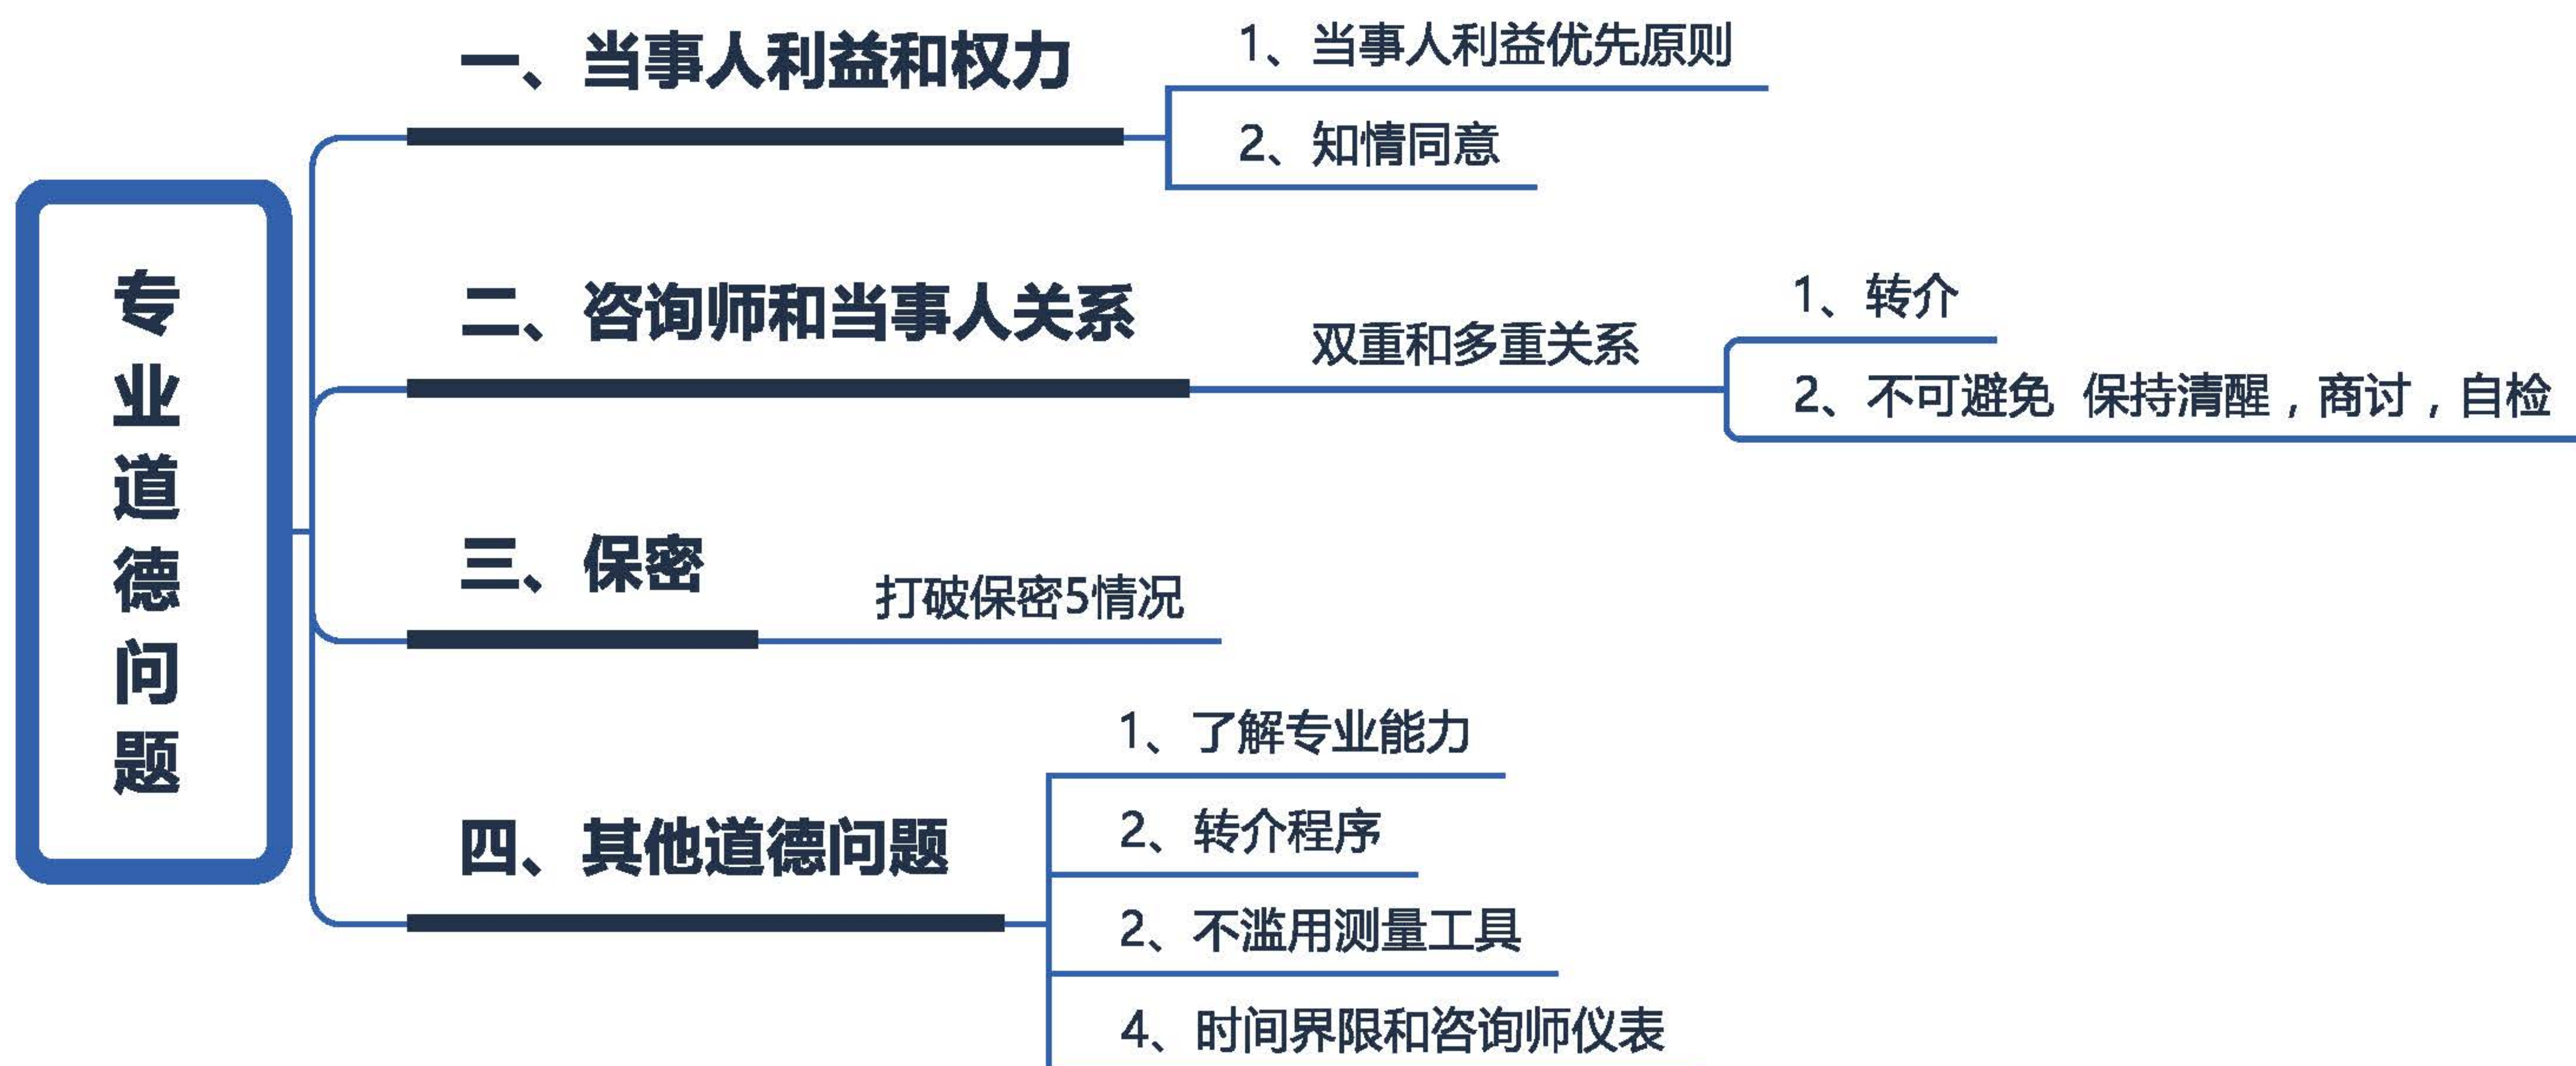 专业道德问题
一、当事人利益和权力
1、当事人利益优先原则
2、知情同意
二、咨询师和当事人关系
双重和多重关系
1、转介
2、不可避免 保持清醒，商讨，自检
三、保密
打破保密5情况
四、其他道德问题
1、了解专业能力
2、转介程序
2、不滥用测量工具
4、时间界限和咨询师仪表